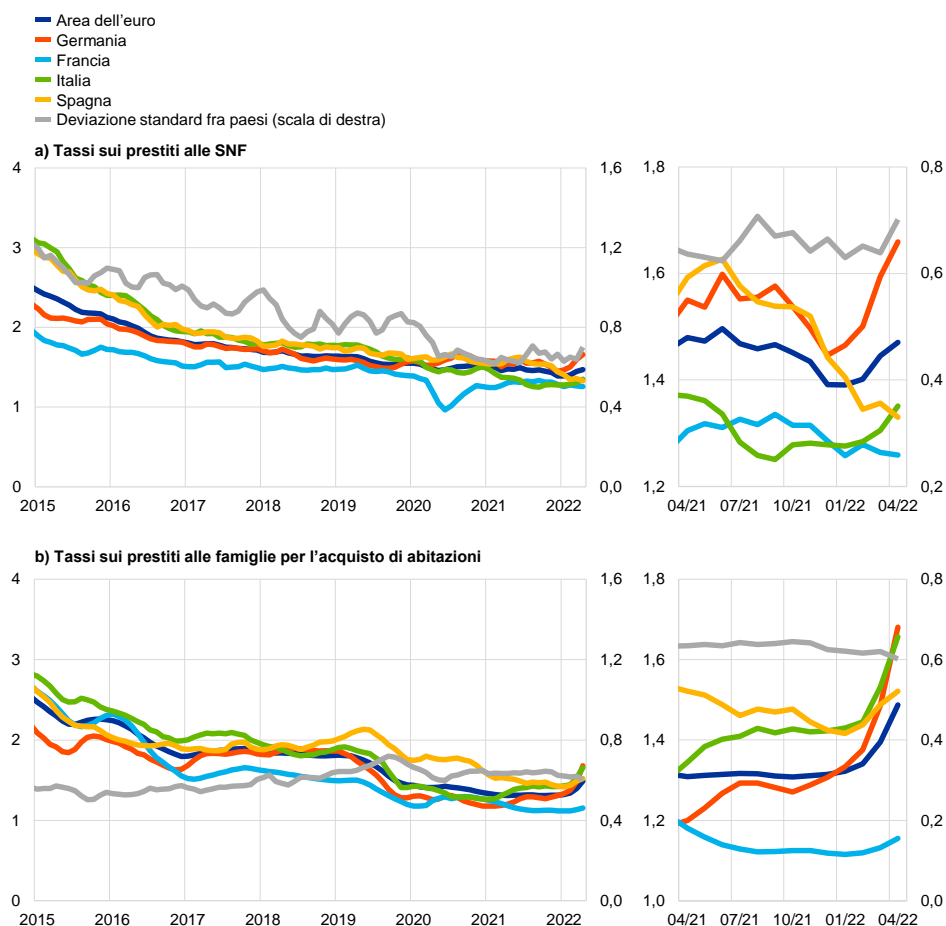 Area dell'euro
Germania
Francia
Italia
Spagna
Deviazione standard fra paesi (scala di destra)
a) Tassi sui prestiti alle SNF
4 1,6 1,8 0,8
3 1,2 1,6 0,6
2 0,8 1,4 0,4
1 0,4
0 0,0 1,2 0,2
2015 2016 2017 2018 2019 2020 2021 2022 04/21 07/21 10/21 01/22 04/22
b) Tassi sui prestiti alle famiglie per l’acquisto di abitazioni
4 1,6 1,8 0,8
3 1,2 1,6 0,6
2 0,8 1,4 0,4
1 0,4 1,2 0,2
0 0,0 1,0 0,0
2015 2016 2017 2018 2019 2020 2021 2022 04/21 07/21 10/21 01/22 04/22